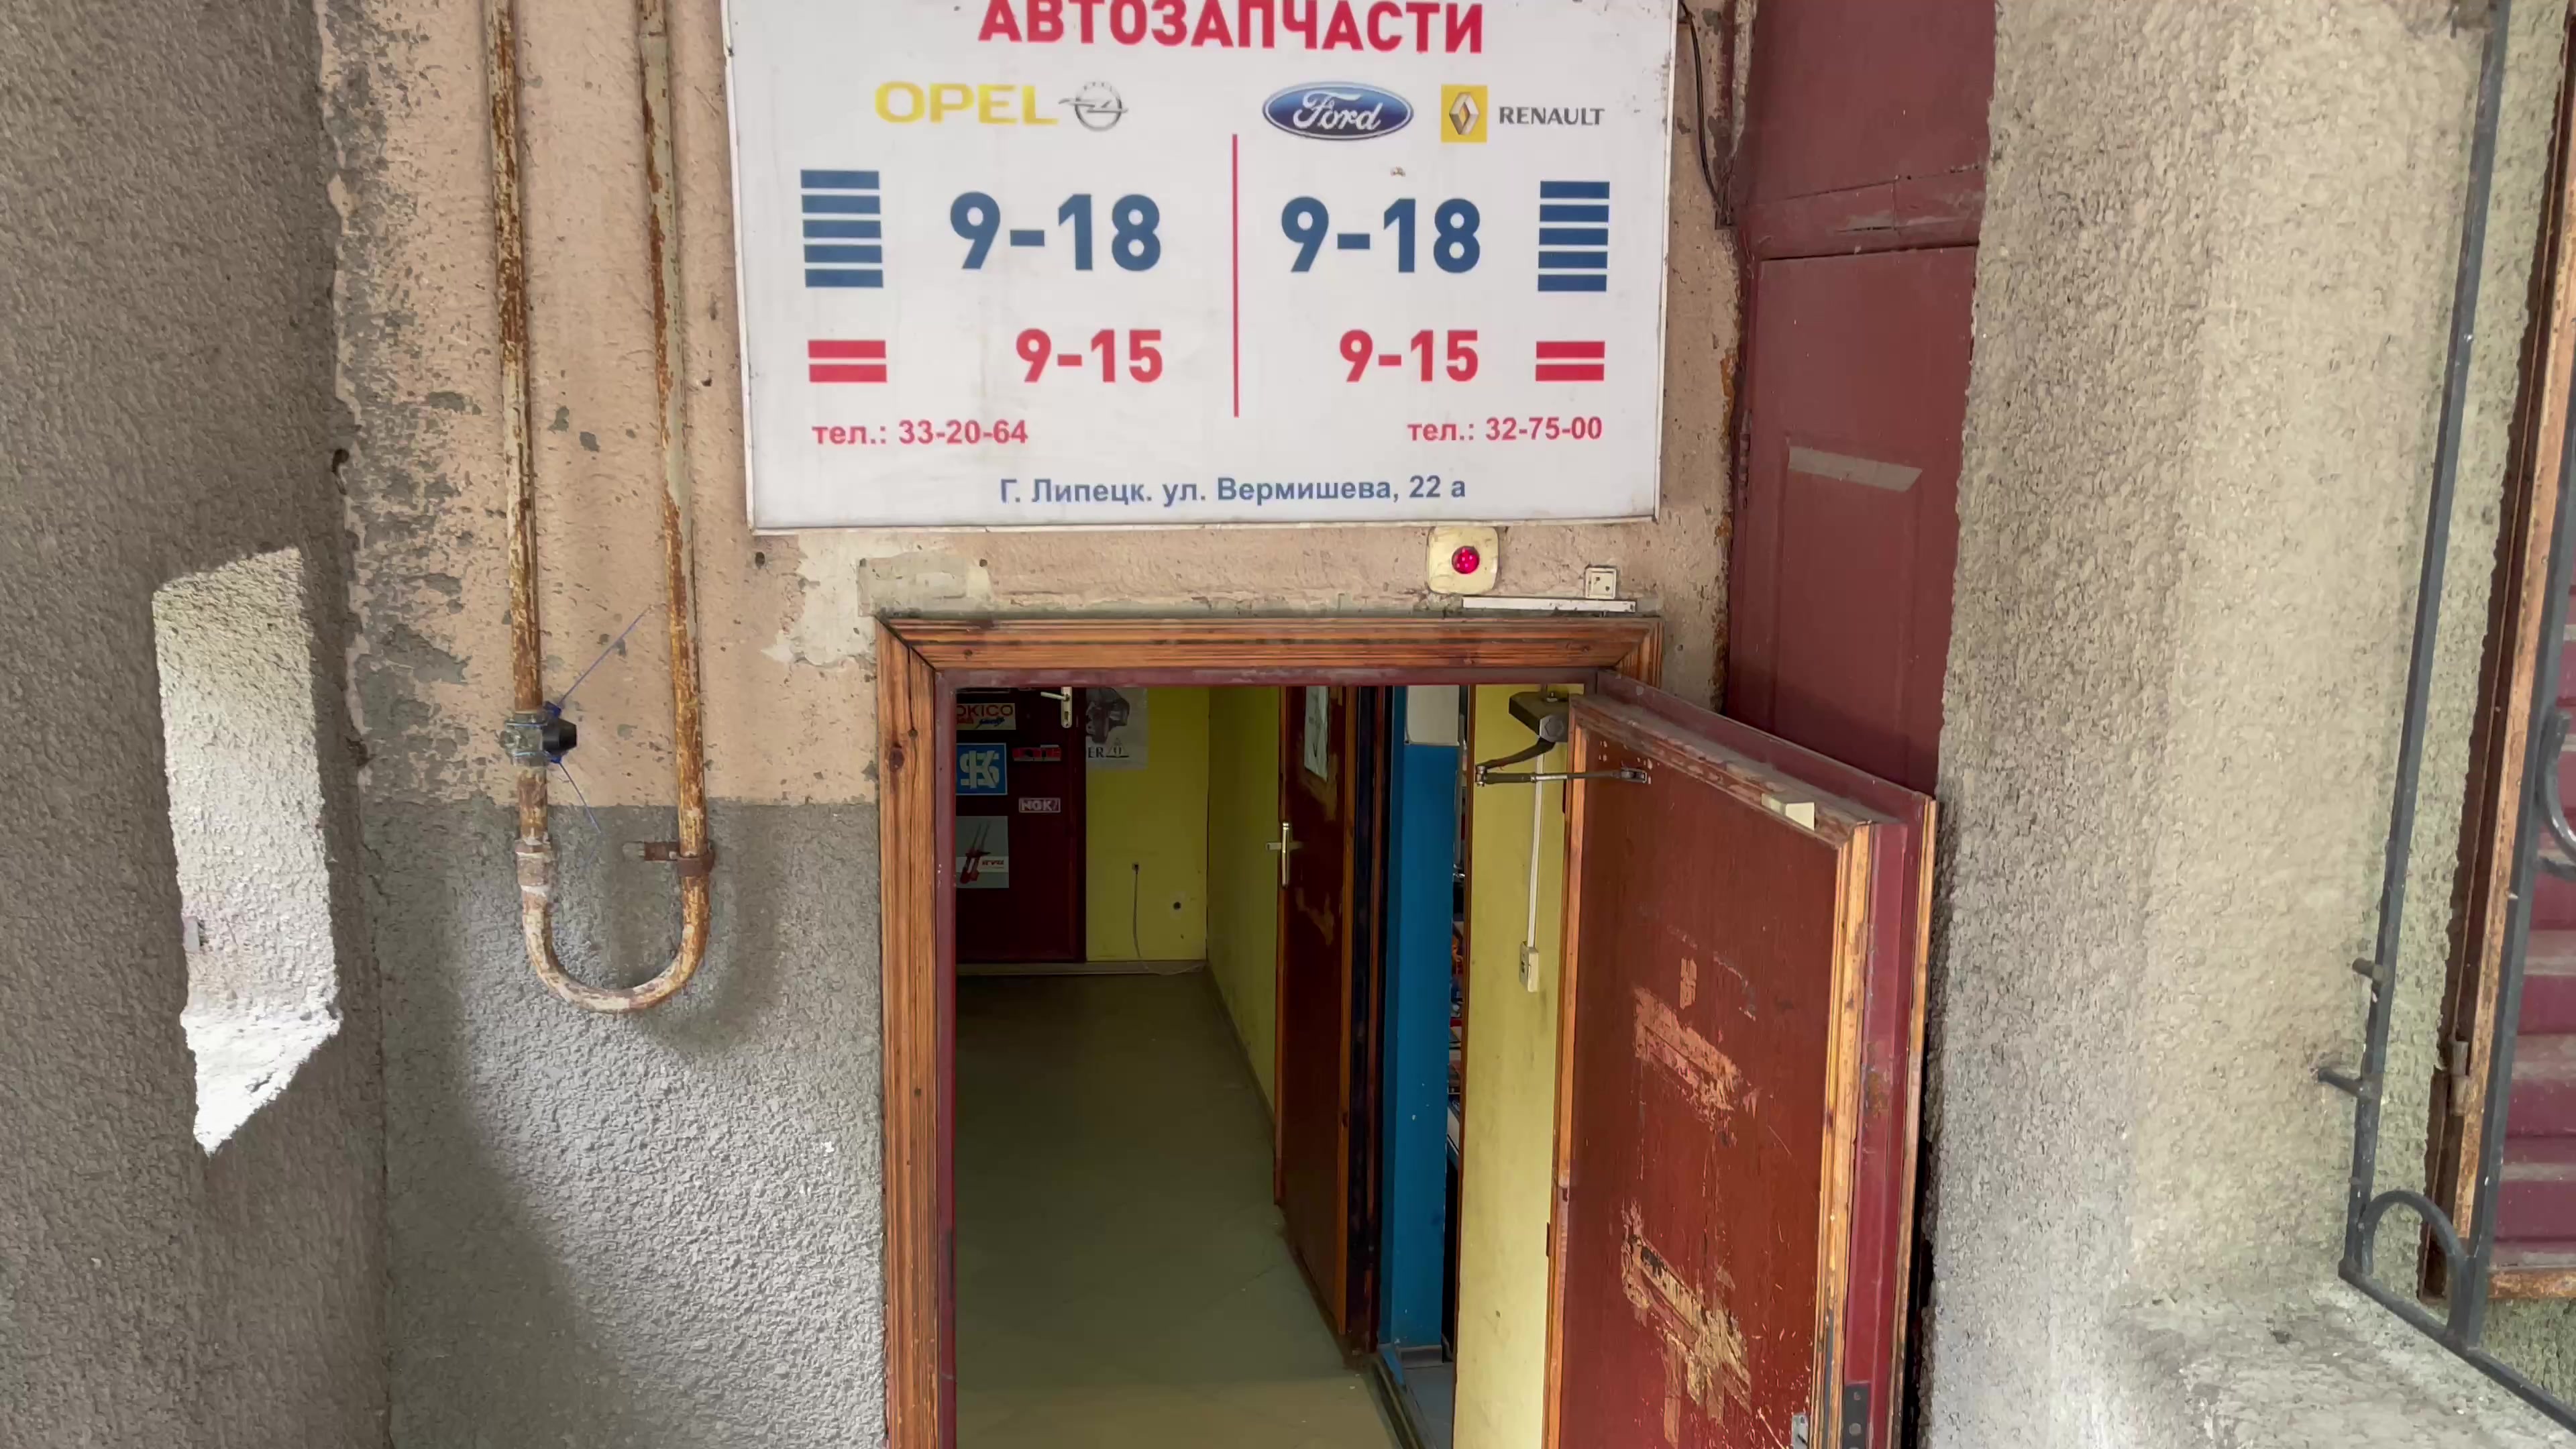 АВТОЗАПЧАСТИ
OPEL
Ford RENAULT
9-18 9-18
9-15 9-15
тел.: 33-20-64 тел.: 32-75-00
Г. Липецк. ул. Вермишева, 22 а
NGK